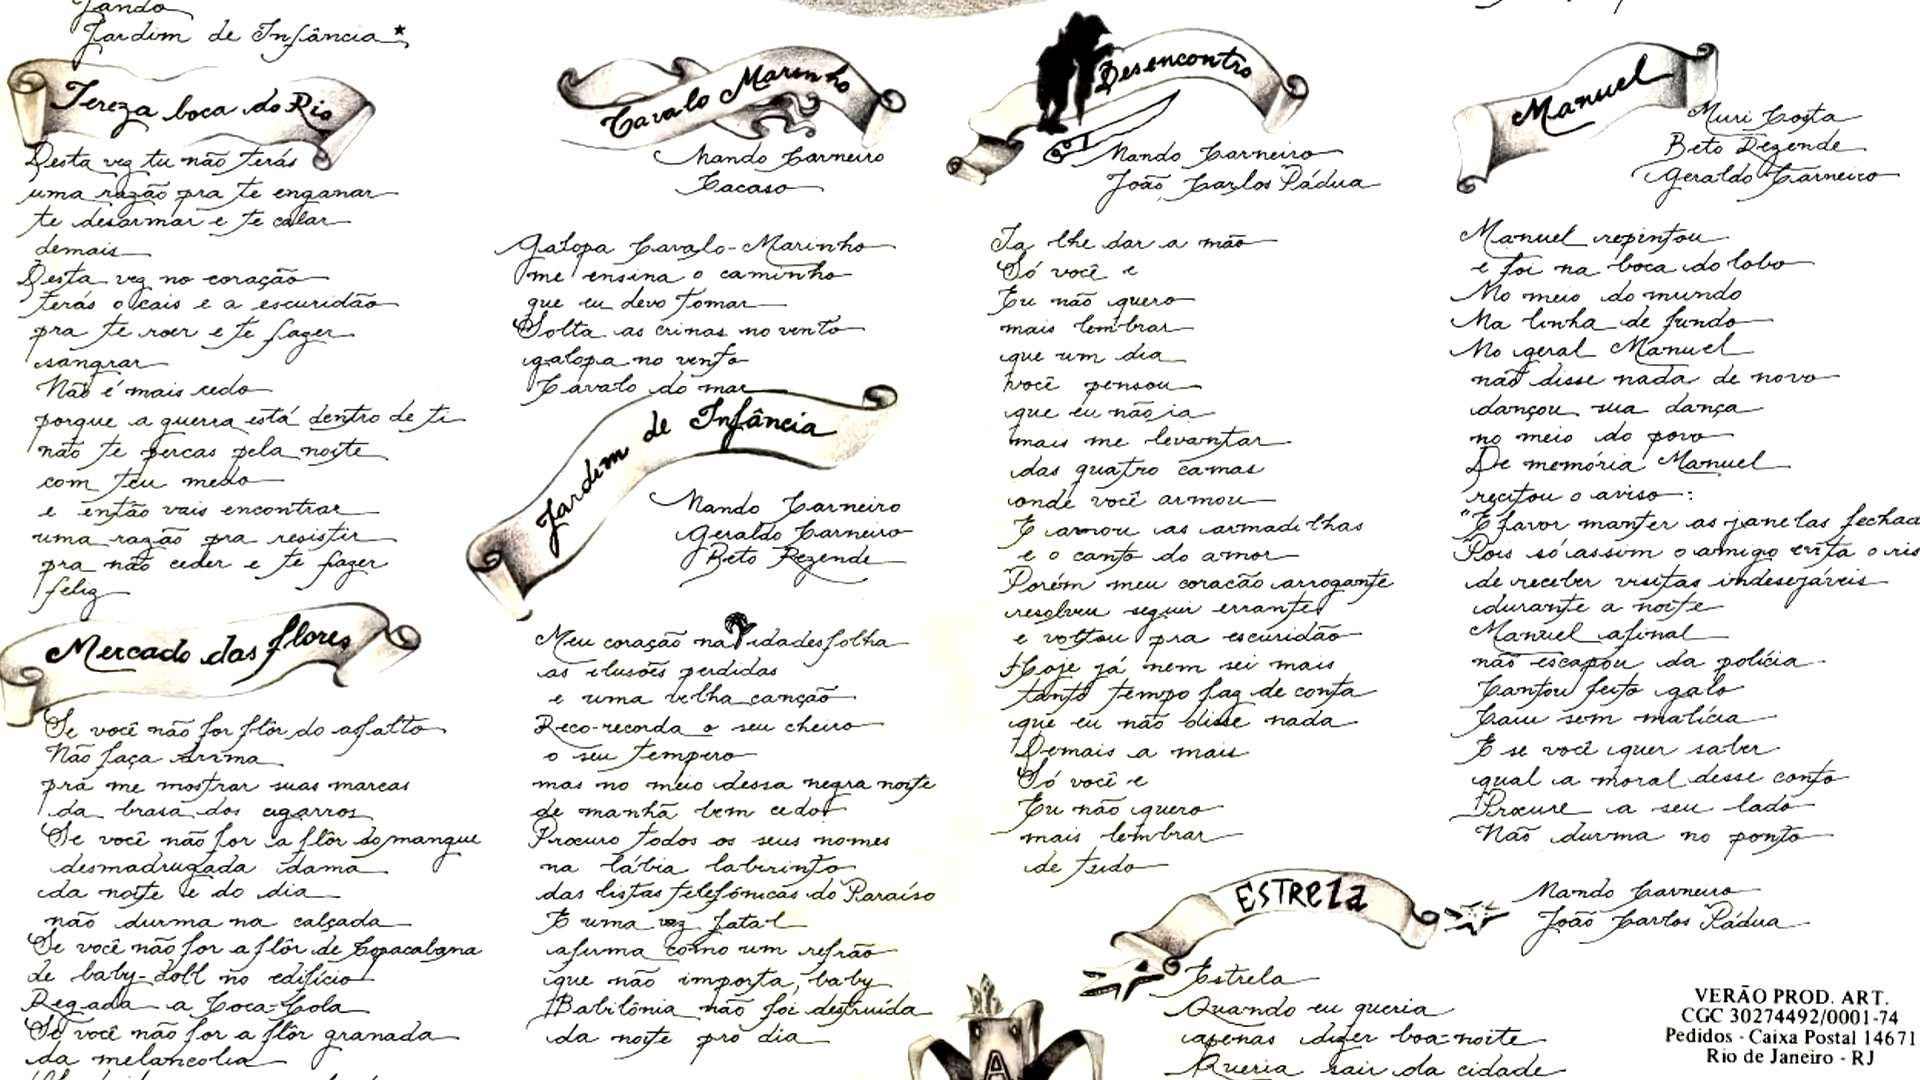 Nando
Jardim de Infância*
Tereza boca do Rio
Desta vez tu não terás
uma razão pra te enganar
te desarmar e te calar
demais
Desta vez no coração
terás o cais e a escuridão
pra te roer e te fazer
sangrar
Não é mais cedo
porque a guerra está dentro de ti
não te percas pela noite
com teu medo
e então vais encontrar
uma razão pra resistir
pra não ceder e te fazer
feliz
Mercado das flores
Se você não for flôr do asfalto
Não faça drama
pra me mostrar suas marcas
da brasa dos cigarros
Se você não for a flôr do mangue
desmadrugada dama
da noite e do dia
não durma na calçada
Se você não for a flôr de Copacabana
de baby-doll no edifício
Regada a Coca-Cola
Se você não for a flôr granada
da melancolia
Cavalo Marinho
Nando Carneiro
Cacaso
Galopa Cavalo-Marinho
me ensina o caminho
que eu devo tomar
Solta as crinas no vento
galopa no vento
Cavalo do mar
Jardim de Infância
Nando Carneiro
Geraldo Carneiro
Beto Rezende
Meu coração na idadesfolha
as ilusões perdidas
e uma velha canção
Reco-recorda o seu cheiro
o seu tempero
mas no meio dessa negra noite
de manhã bem cedo
Procuro todos os seus nomes
na lábia labirinto
das listas telefônicas do Paraíso
E uma voz fatal
afirma como um refrão
que não importa, baby
Babilônia não foi destruída
da noite pro dia
Desencontro
Nando Carneiro
João Carlos Pádua
Ia lhe dar a mão
Só você e
Eu não quero
mais lembrar
que um dia
você pensou
que eu não ia
mais me levantar
das quatro camas
onde você armou
E armou as armadilhas
e o canto do amor
Porém meu coração arrogante
resolveu seguir errante
e voltou pra escuridão
Hoje já nem sei mais
tanto tempo faz de conta
que eu não disse nada
Demais a mais
Só você e
Eu não quero
mais lembrar
de tudo
Manuel
Muri Costa
Beto Rezende
Geraldo Carneiro
Manuel repintou
e foi na boca do lobo
No meio do mundo
Na linha de fundo
No geral Manuel
não disse nada de novo
dançou sua dança
no meio do povo
De memória Manuel
recitou o aviso:
"É favor manter as janelas fechad
Pois só assim o amigo evita o ris
de receber visitas indesejáveis
durante a noite
Manuel afinal
não escapou da polícia
Cantou feito galo
Caiu sem malícia
E se você quer saber
qual a moral desse conto
Procure a seu lado
Não durma no ponto
ESTRELA
Nando Carneiro
João Carlos Pádua
Estrela
Quando eu queria
apenas dizer boa-noite
Queria sair da cidade
A
VERÃO PROD. ART.
CGC 30274492/0001-74
Pedidos - Caixa Postal 14671
Rio de Janeiro - RJ